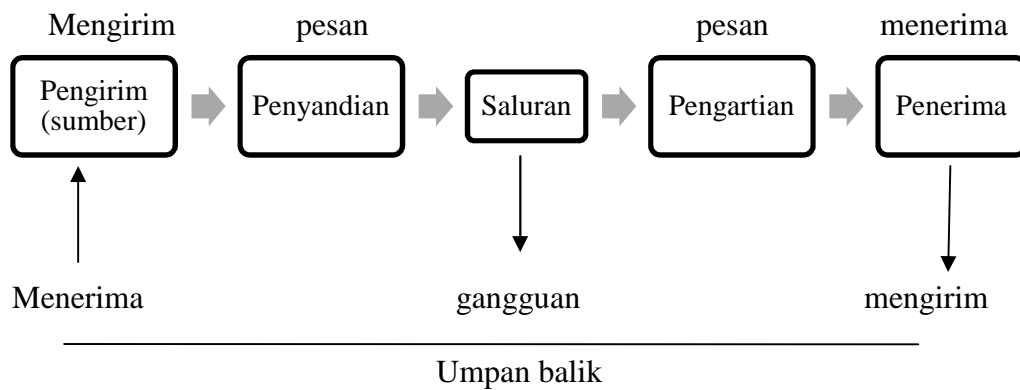 Mengirim pesan pesan menerima
Pengirim
(sumber)
Penyandian
Saluran
Pengartian
Penerima
Menerima gangguan mengirim
Umpan balik